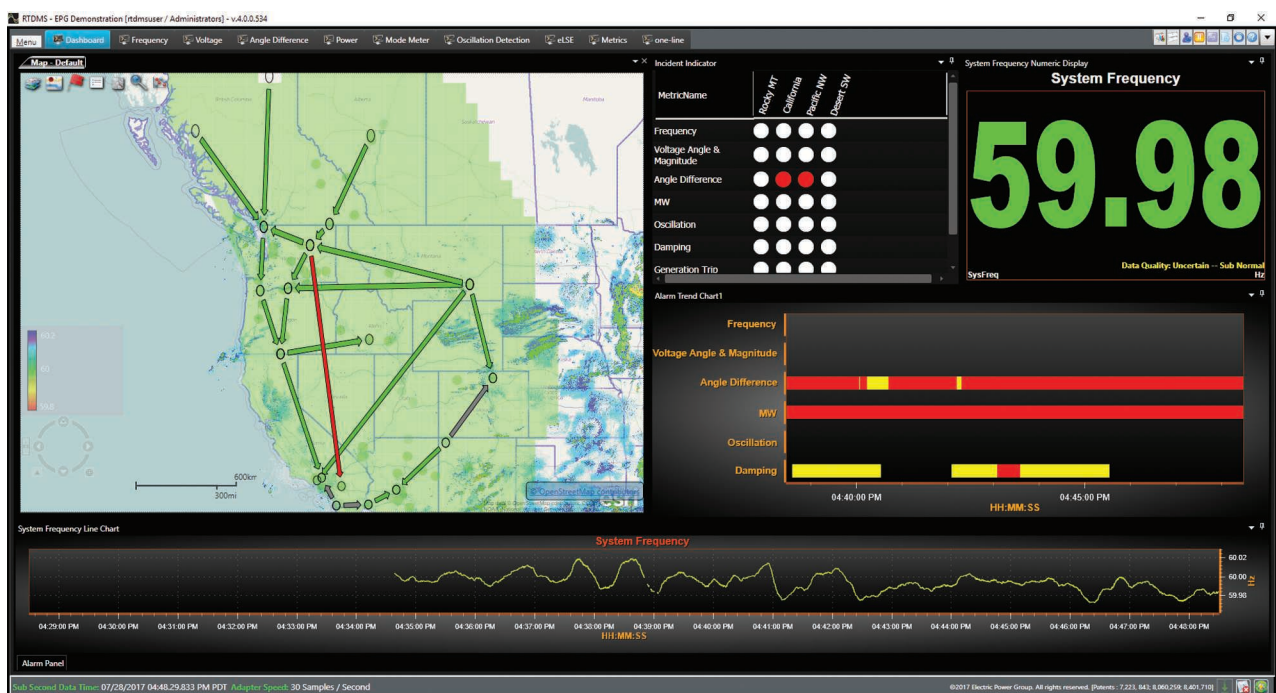 RTDMS - EPG Demonstration [rtdmsuser / Administrators] - v.4.0.0.534
Menu Dashboard Frequency Voltage Angle Difference Power Mode Meter Oscillation Detection eLSE Metrics one-line
Map - Default
Manitoba
60.2
60
59.8
600km
300mi
© OpenStreetMap contributors
esri
Incident Indicator
MetricName
Rocky MT
California
Pacific NW
Desert SW
Frequency
Voltage Angle &
Magnitude
Angle Difference
MW
Oscillation
Damping
Generation Trip
System Frequency Numeric Display
System Frequency
59.98
Data Quality: Uncertain -- Sub Normal
SysFreq
Hz
Alarm Trend Chart1
Frequency
Voltage Angle & Magnitude
Angle Difference
MW
Oscillation
Damping
04:40:00 PM 04:45:00 PM
HH:MM:SS
System Frequency Line Chart
System Frequency
60.02
60.00
59.98
Hz
04:29:00 PM 04:30:00 PM 04:31:00 PM 04:32:00 PM 04:33:00 PM 04:34:00 PM 04:35:00 PM 04:36:00 PM 04:37:00 PM 04:38:00 PM 04:39:00 PM 04:40:00 PM 04:41:00 PM 04:42:00 PM 04:43:00 PM 04:44:00 PM 04:45:00 PM 04:46:00 PM 04:47:00 PM 04:48:00 PM
HH:MM:SS
Alarm Panel
Sub Second Data Time: 07/28/2017 04:48.29.833 PM PDT Adapter Speed: 30 Samples / Second
©2017 Electric Power Group. All rights reserved. [Patents : 7,223, 843; 8,060,259; 8,401,710]